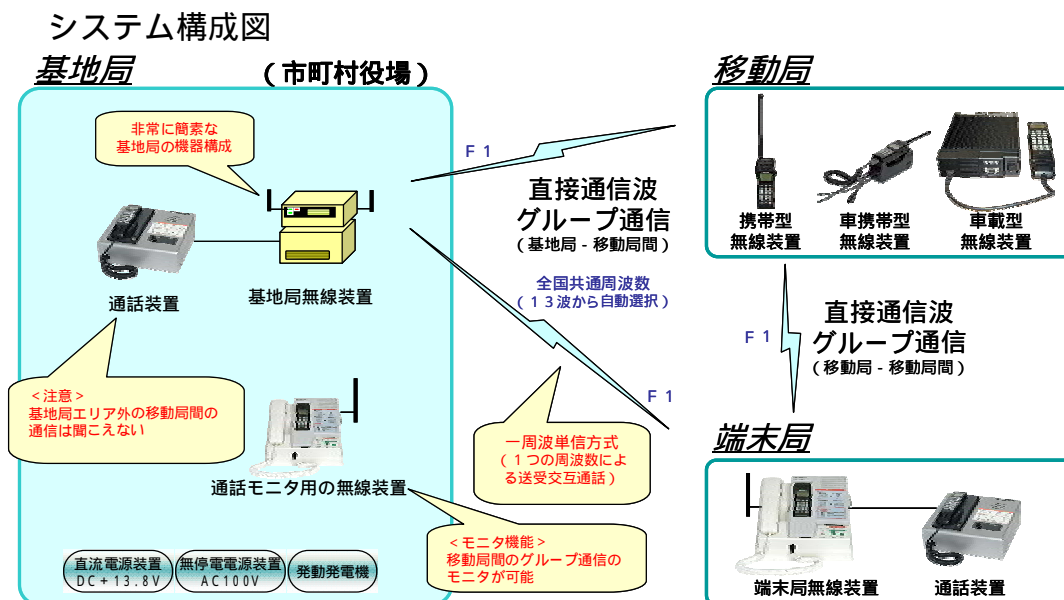 システム構成図
基地局
(市町村役場)
非常に簡素な
基地局の機器構成
通話装置
基地局無線装置
<注意>
基地局エリア外の移動局間の
通信は聞こえない
通話モニタ用の無線装置
直流電源装置
DC+13.8V
無停電電源装置
AC100V
発動発電機
F1
直接通信波
グループ通信
(基地局-移動局間)
全国共通周波数
(13波から自動選択)
F1
一周波単信方式
(1つの周波数によ
る送受交互通話)
<モニタ機能>
移動局間のグループ通信の
モニタが可能
移動局
携帯型
無線装置
車携帯型
無線装置
車載型
無線装置
F1
直接通信波
グループ通信
(移動局-移動局間)
端末局
端末局無線装置
通話装置